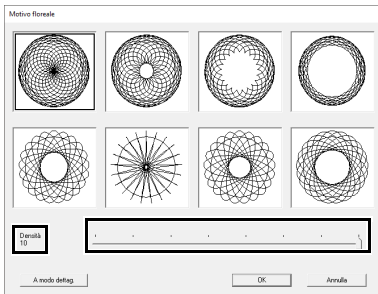 Motivo floreale
Densità
10
A modo dettag.
OK
Annulla